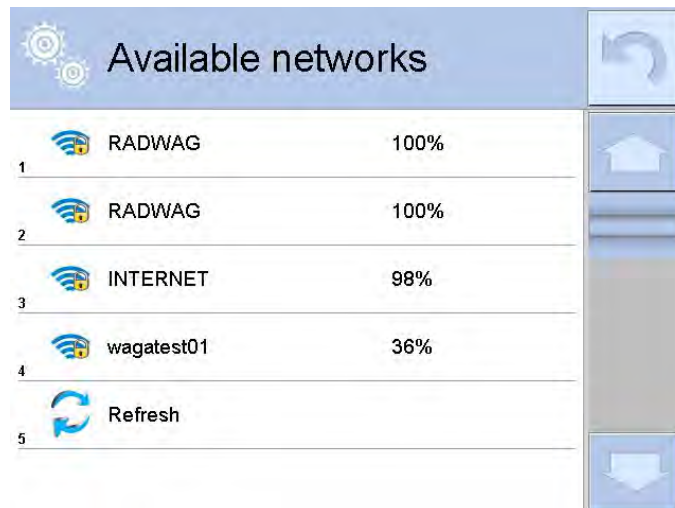 Available networks
1 RADWAG 100%
2 RADWAG 100%
3 INTERNET 98%
4 wagatest01 36%
5 Refresh